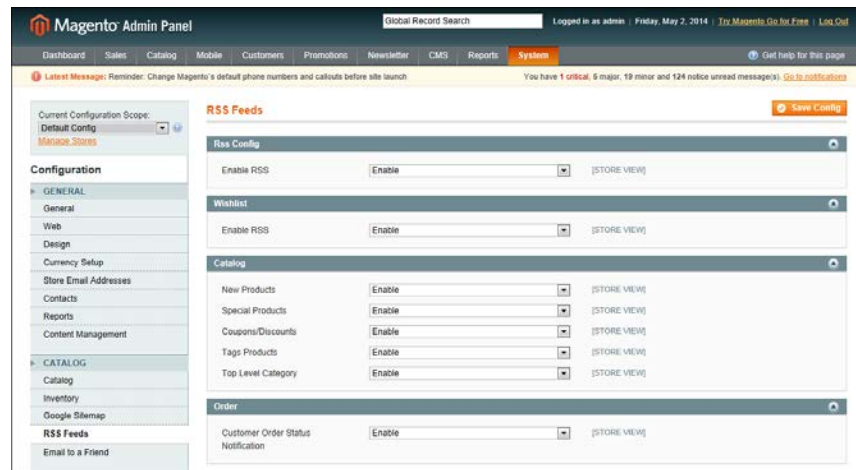 Magento Admin Panel
Global Record Search
Logged in as admin | Friday, May 2, 2014 | Try Magento Go for Free | Log Out
Dashboard Sales Catalog Mobile Customers Promotions Newsletter CMS Reports System Get help for this page
Latest Message: Reminder: Change Magento's default phone numbers and callouts before site launch
You have 1 critical, 5 major, 19 minor and 124 notice unread message(s). Go to notifications
Current Configuration Scope:
Default Config
Manage Stores
Configuration
GENERAL
General
Web
Design
Currency Setup
Store Email Addresses
Contacts
Reports
Content Management
CATALOG
Catalog
Inventory
Google Sitemap
RSS Feeds
Email to a Friend
RSS Feeds
Save Config
Rss Config
Enable RSS Enable [STORE VIEW]
Wishlist
Enable RSS Enable [STORE VIEW]
Catalog
New Products Enable [STORE VIEW]
Special Products Enable [STORE VIEW]
Coupons/Discounts Enable [STORE VIEW]
Tags Products Enable [STORE VIEW]
Top Level Category Enable [STORE VIEW]
Order
Customer Order Status Enable [STORE VIEW]
Notification